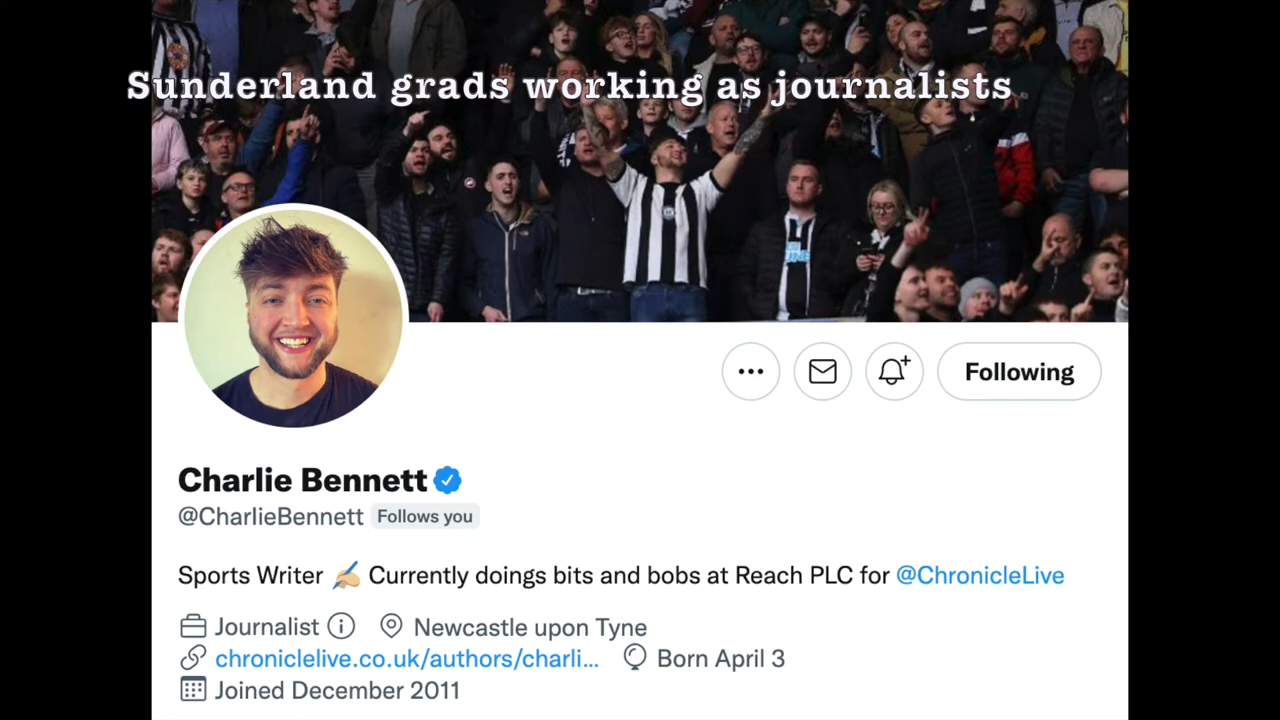 Sunderland grads working as journalists
Following
Charlie Bennett
@CharlieBennett Follows you
Sports Writer ✍🏼 Currently doings bits and bobs at Reach PLC for @ChronicleLive
Journalist Newcastle upon Tyne
chroniclelive.co.uk/authors/charli... Born April 3
Joined December 2011